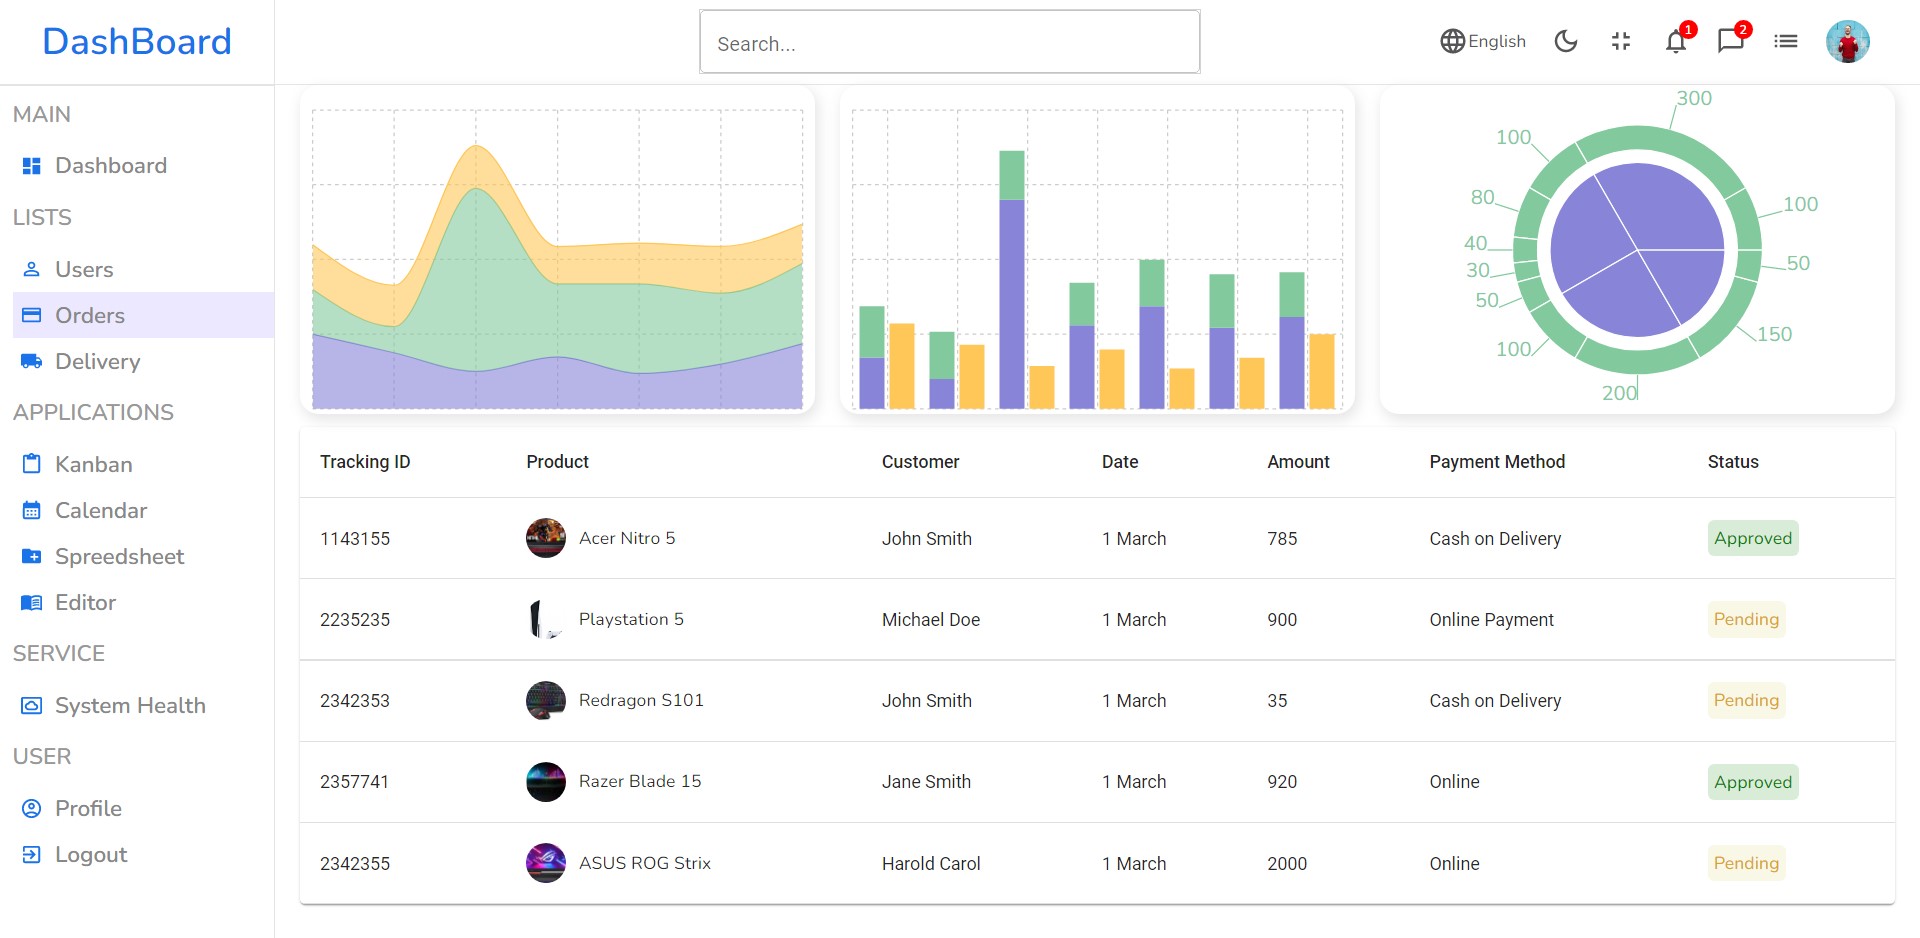 DashBoard
Search...
English
1
2
MAIN
Dashboard
LISTS
Users
Orders
Delivery
APPLICATIONS
Kanban
Calendar
Spreedsheet
Editor
SERVICE
System Health
USER
Profile
Logout
300
100
100
80
40
50
30
50
150
100
200
Tracking ID Product Customer Date Amount Payment Method Status
1143155 Acer Nitro 5 John Smith 1 March 785 Cash on Delivery Approved
2235235 Playstation 5 Michael Doe 1 March 900 Online Payment Pending
2342353 Redragon S101 John Smith 1 March 35 Cash on Delivery Pending
2357741 Razer Blade 15 Jane Smith 1 March 920 Online Approved
2342355 ASUS ROG Strix Harold Carol 1 March 2000 Online Pending